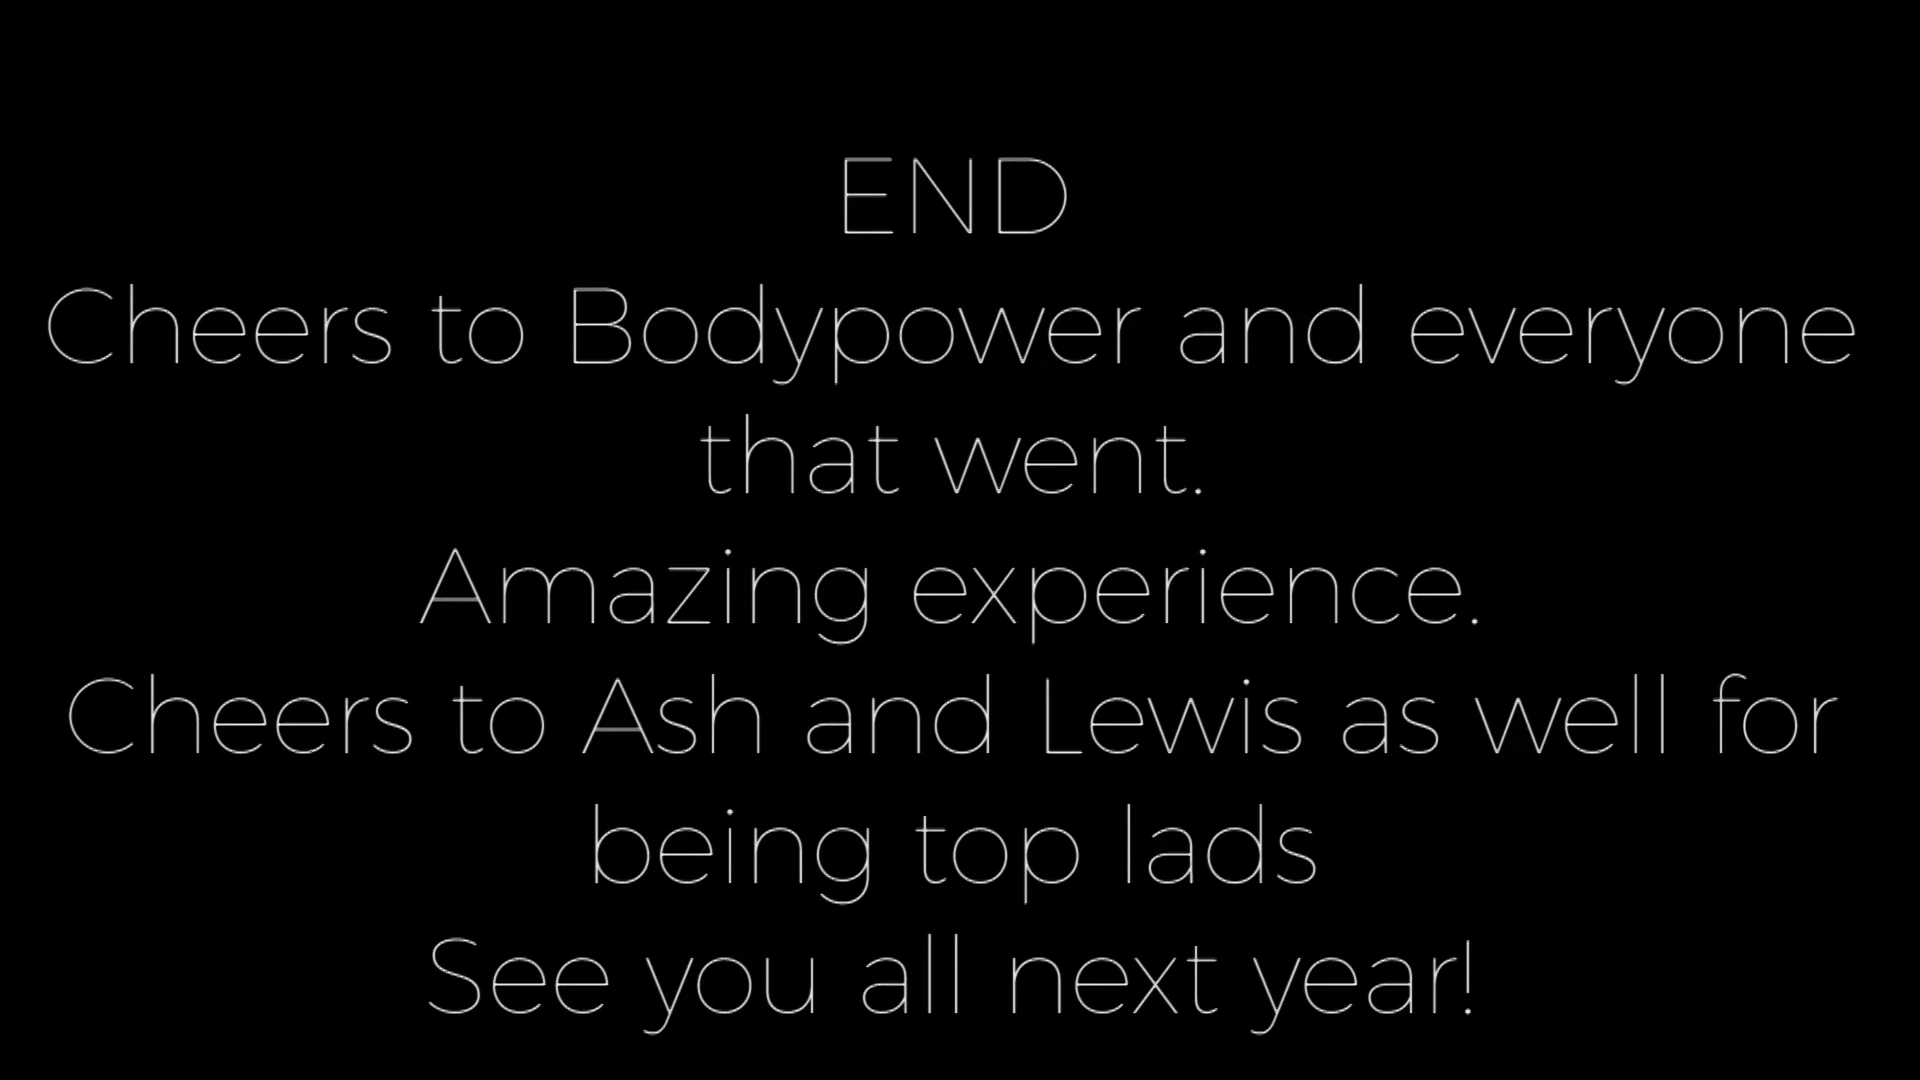 END
Cheers to Bodypower and everyone
that went.
Amazing experience.
Cheers to Ash and Lewis as well for
being top lads
See you all next year!